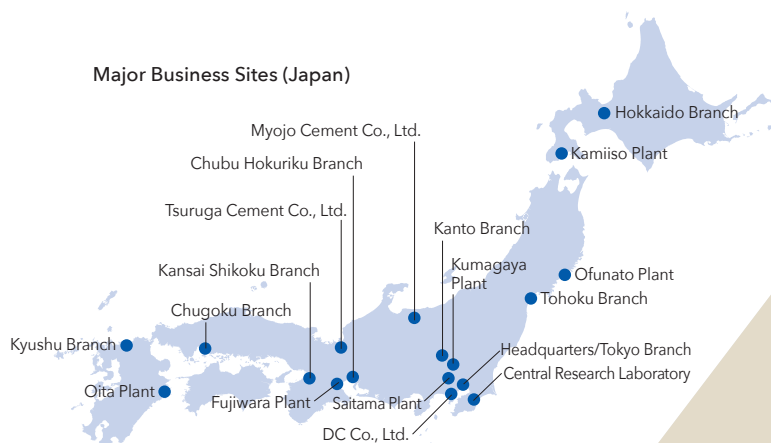 Major Business Sites (Japan)
Hokkaido Branch
Myojo Cement Co., Ltd.
Kamiiso Plant
Chubu Hokuriku Branch
Tsuruga Cement Co., Ltd.
Kanto Branch
Kumagaya
Plant
Kansai Shikoku Branch
Ofunato Plant
Tohoku Branch
Chugoku Branch
Kyushu Branch
Headquarters/Tokyo Branch
Central Research Laboratory
Oita Plant
Fujiwara Plant
Saitama Plant
DC Co., Ltd.